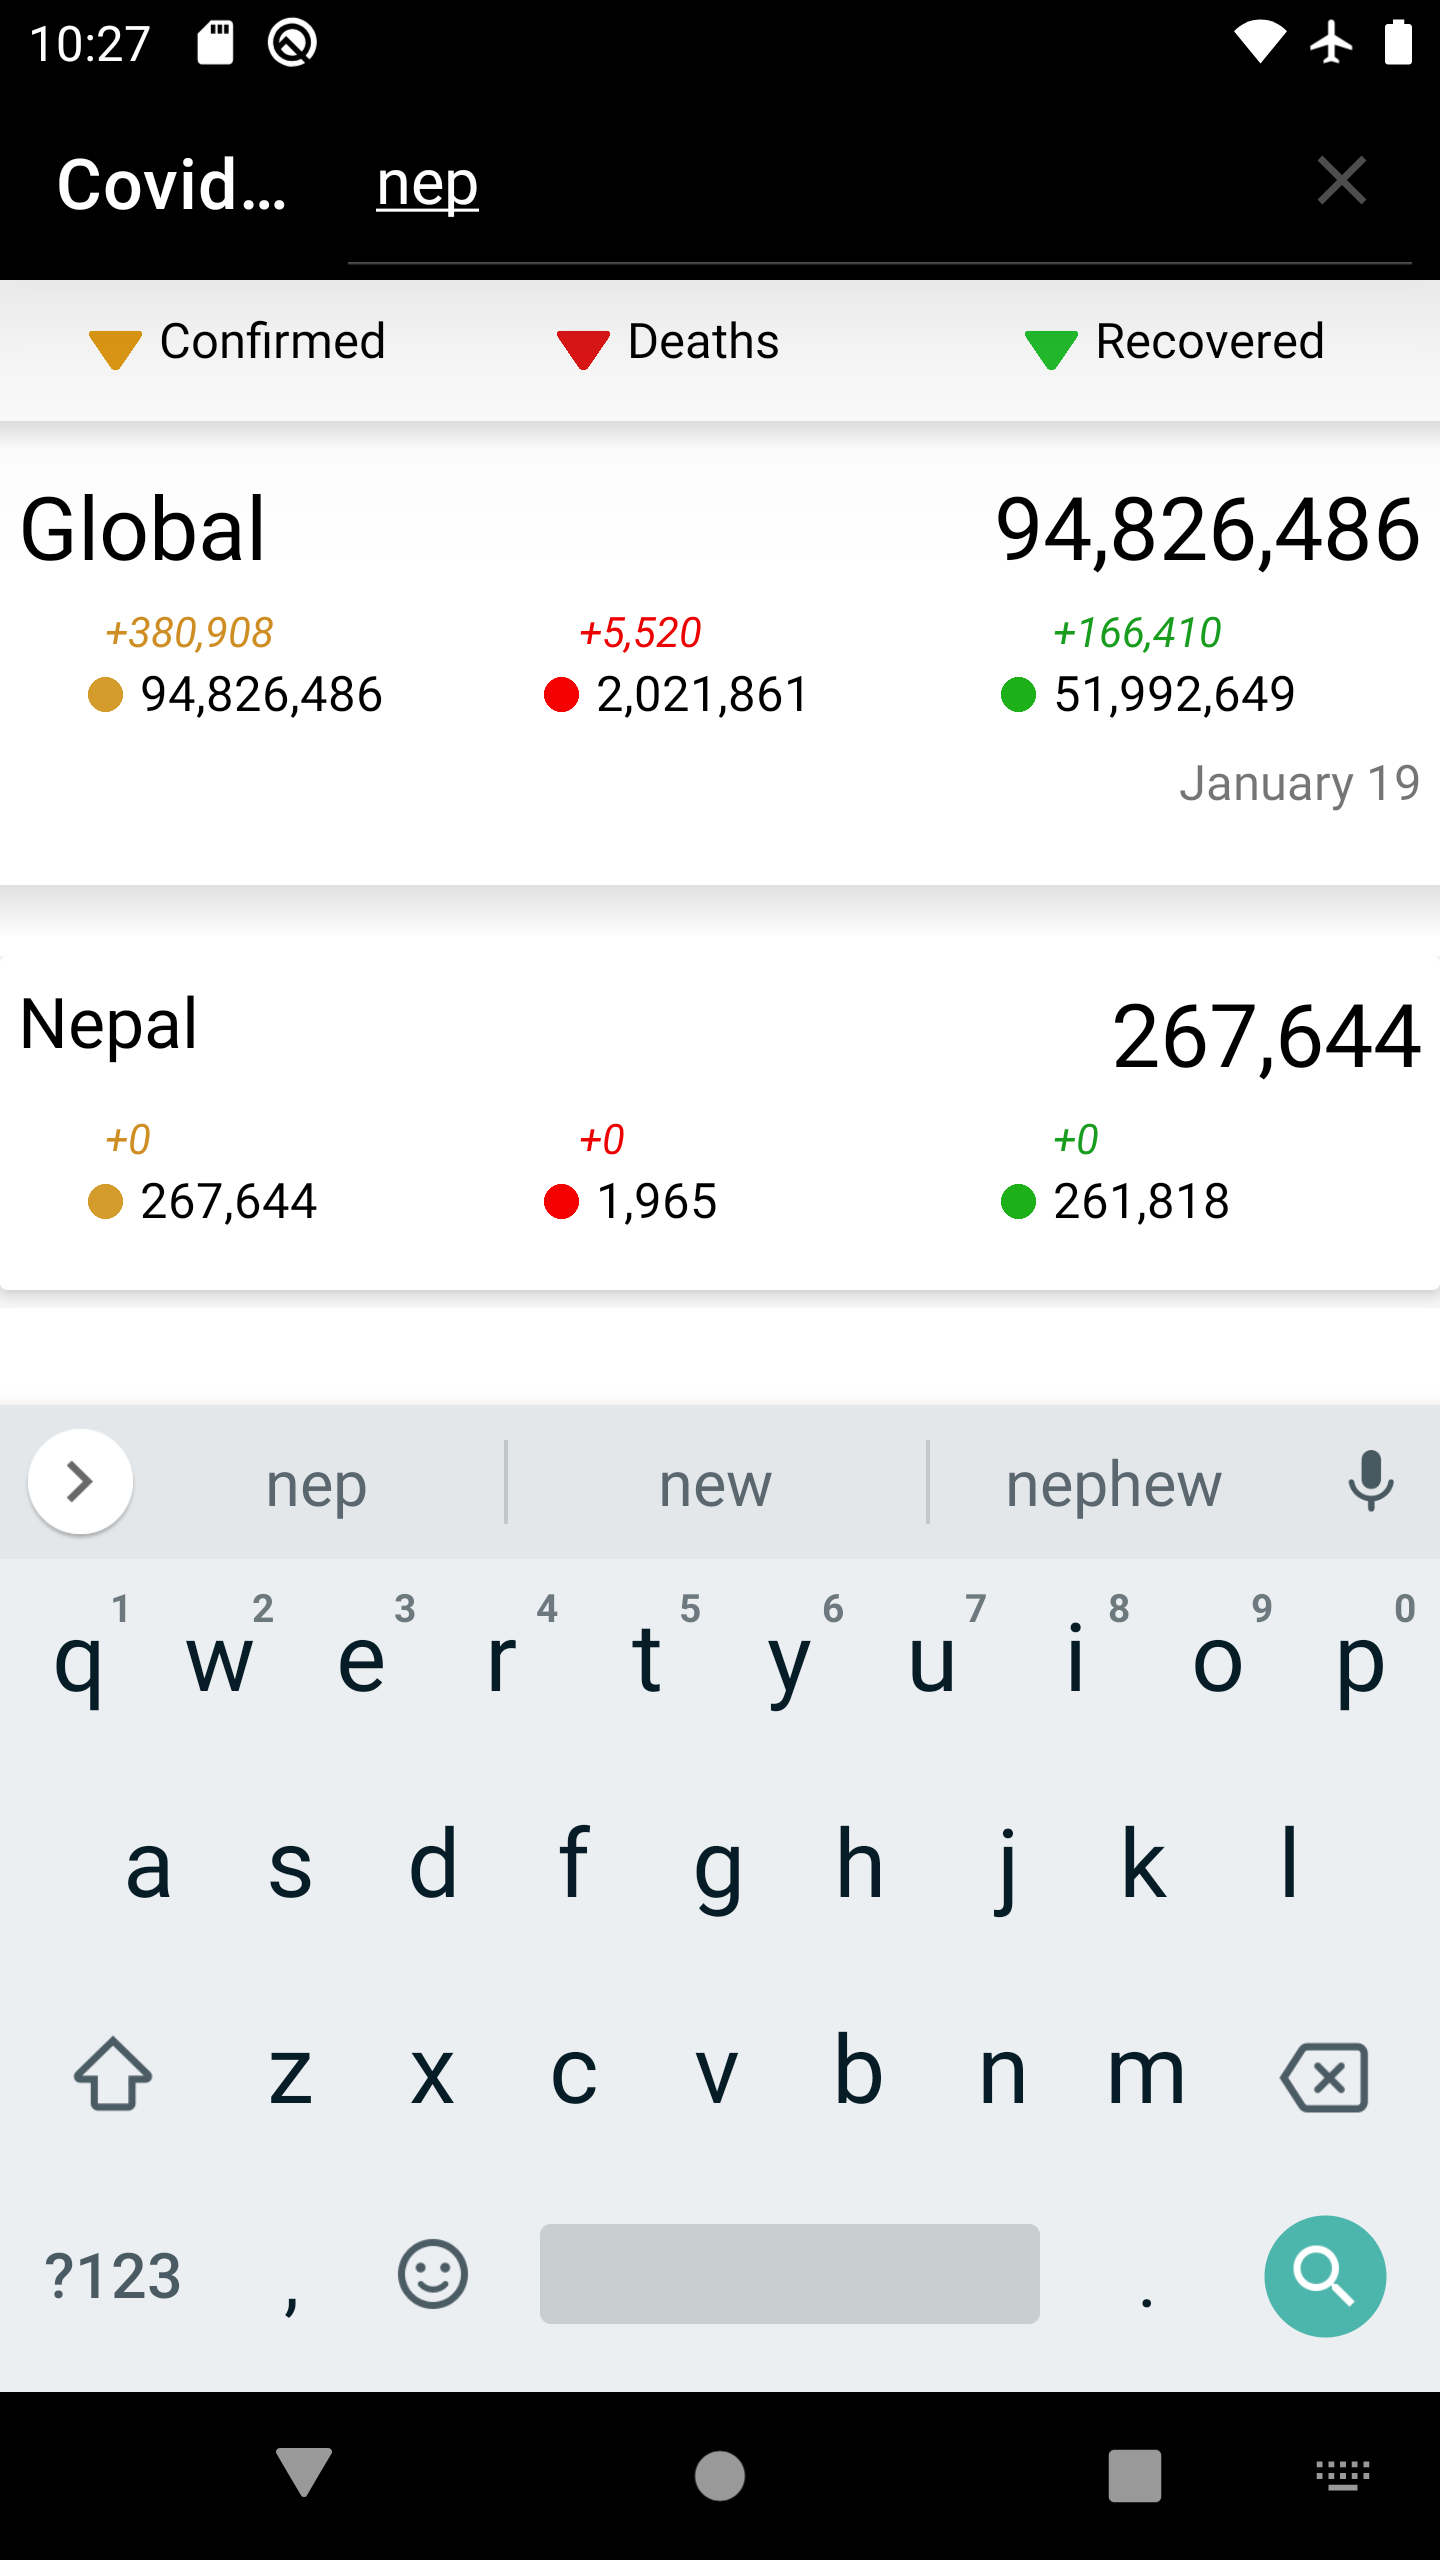 10:27
Covid... nep
Confirmed Deaths Recovered
Global 94,826,486
+380,908 +5,520 +166,410
94,826,486 2,021,861 51,992,649
January 19
Nepal 267,644
+0 +0 +0
267,644 1,965 261,818
nep new nephew
1 2 3 4 5 6 7 8 9 0
q w e r t y u i o p
a s d f g h j k l
z x c v b n m
?123 , .